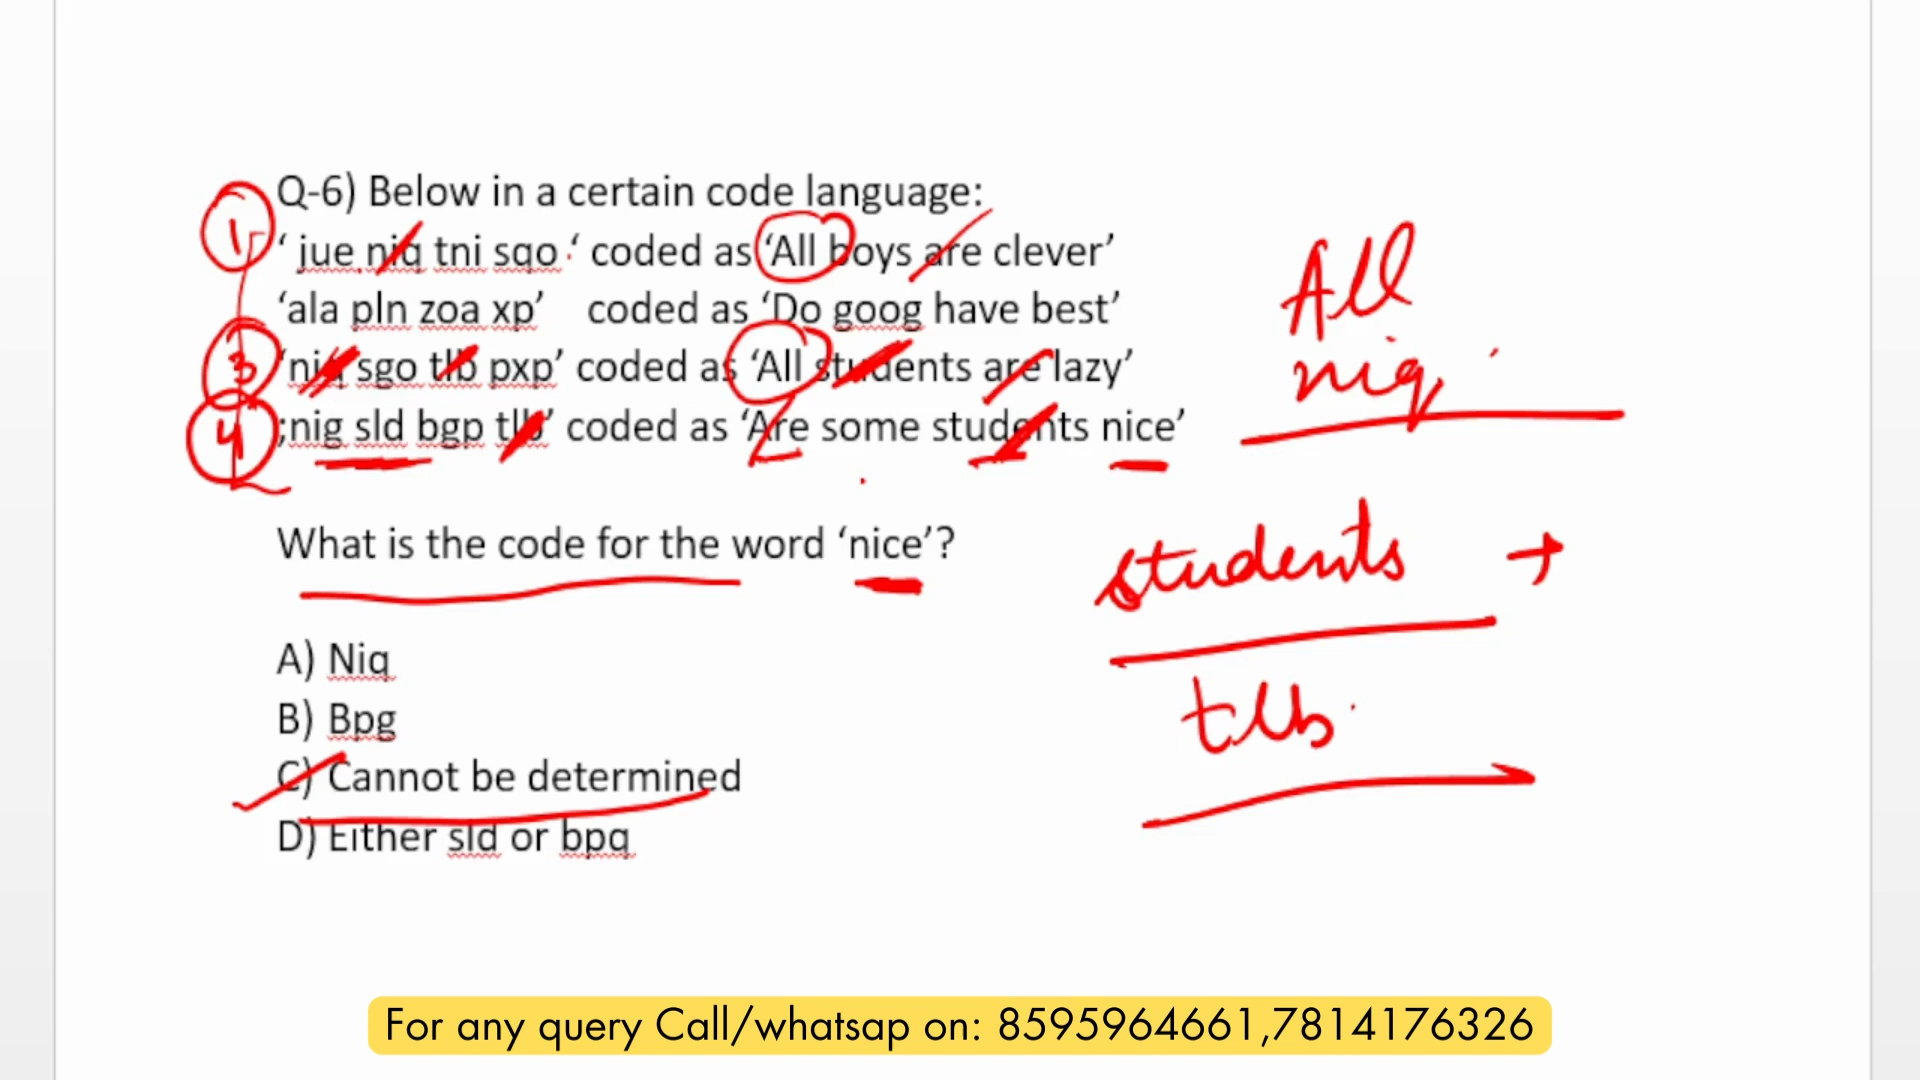 Q-6) Below in a certain code language:
‘ jue niq tni sqo ‘ coded as ‘All boys are clever’
‘ala pln zoa xp’ coded as ‘Do goog have best’
‘niq sgo tlb pxp’ coded as ‘All students are lazy’
;nig sld bgp tlb’ coded as ‘Are some students nice’
What is the code for the word ‘nice’?
A) Niq
B) Bpg
C) Cannot be determined
D) Either sld or bpq
1
3
4
All
niq
students →
tlb
For any query Call/whatsap on: 8595964661,7814176326